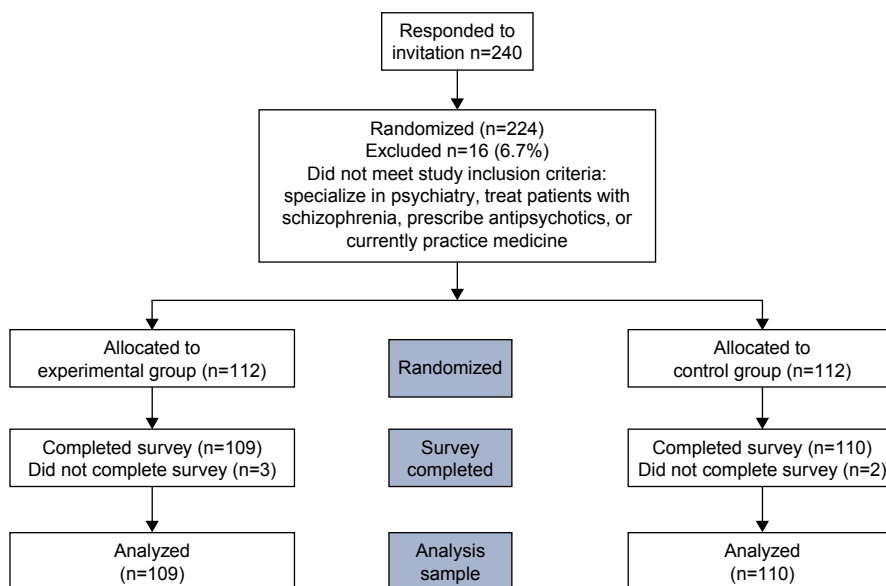 Responded to
invitation n=240
Randomized (n=224)
Excluded n=16 (6.7%)
Did not meet study inclusion criteria:
specialize in psychiatry, treat patients with
schizophrenia, prescribe antipsychotics, or
currently practice medicine
Allocated to
experimental group (n=112)
Randomized
Allocated to
control group (n=112)
Completed survey (n=109)
Did not complete survey (n=3)
Survey
completed
Completed survey (n=110)
Did not complete survey (n=2)
Analyzed
(n=109)
Analysis
sample
Analyzed
(n=110)